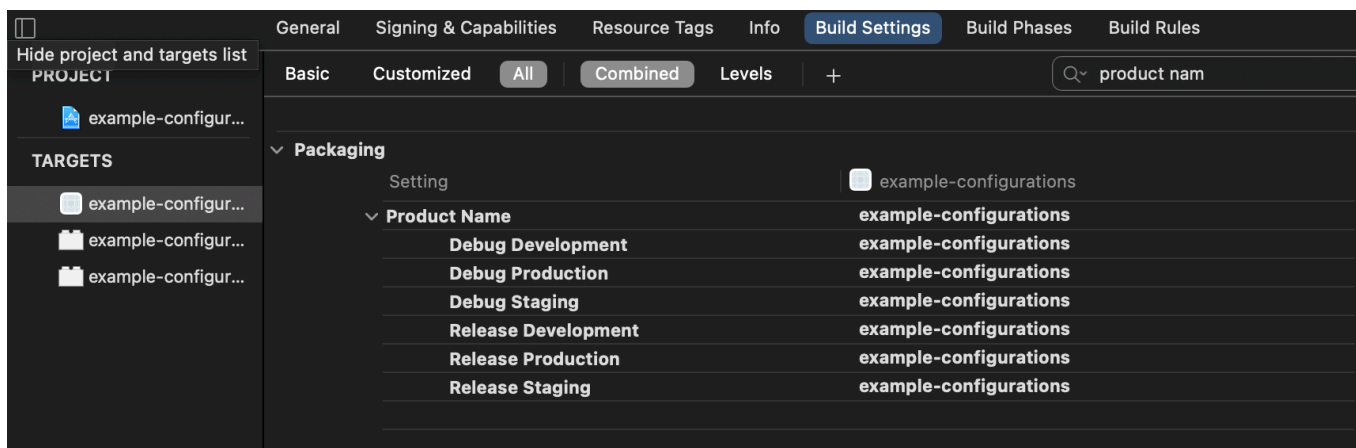 General Signing & Capabilities Resource Tags Info Build Settings Build Phases Build Rules
Hide project and targets list
PROJECT
Basic Customized All Combined Levels + product nam
example-configur...
TARGETS
Packaging
Setting example-configurations
example-configur...
Product Name example-configurations
example-configur...
Debug Development example-configurations
example-configur...
Debug Production example-configurations
Debug Staging example-configurations
Release Development example-configurations
Release Production example-configurations
Release Staging example-configurations